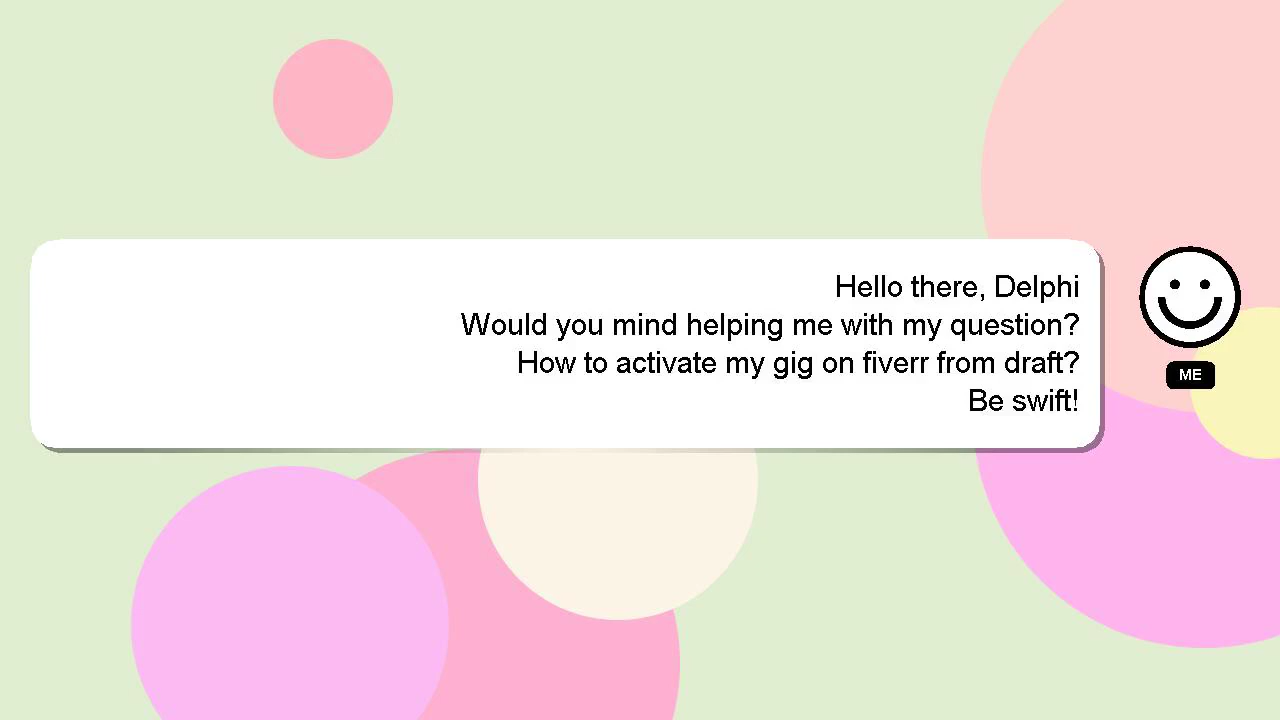 Hello there, Delphi
Would you mind helping me with my question?
How to activate my gig on fiverr from draft?
Be swift!
ME